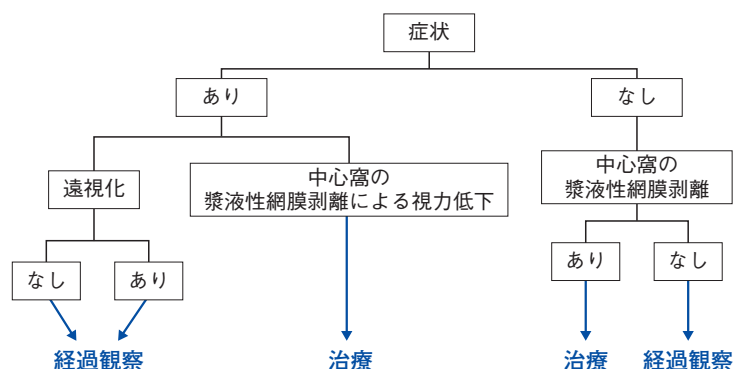 症状
あり
なし
遠視化
中心窩の
漿液性網膜剥離による視力低下
中心窩の
漿液性網膜剥離
なし
あり
あり
なし
経過観察
治療
治療
経過観察